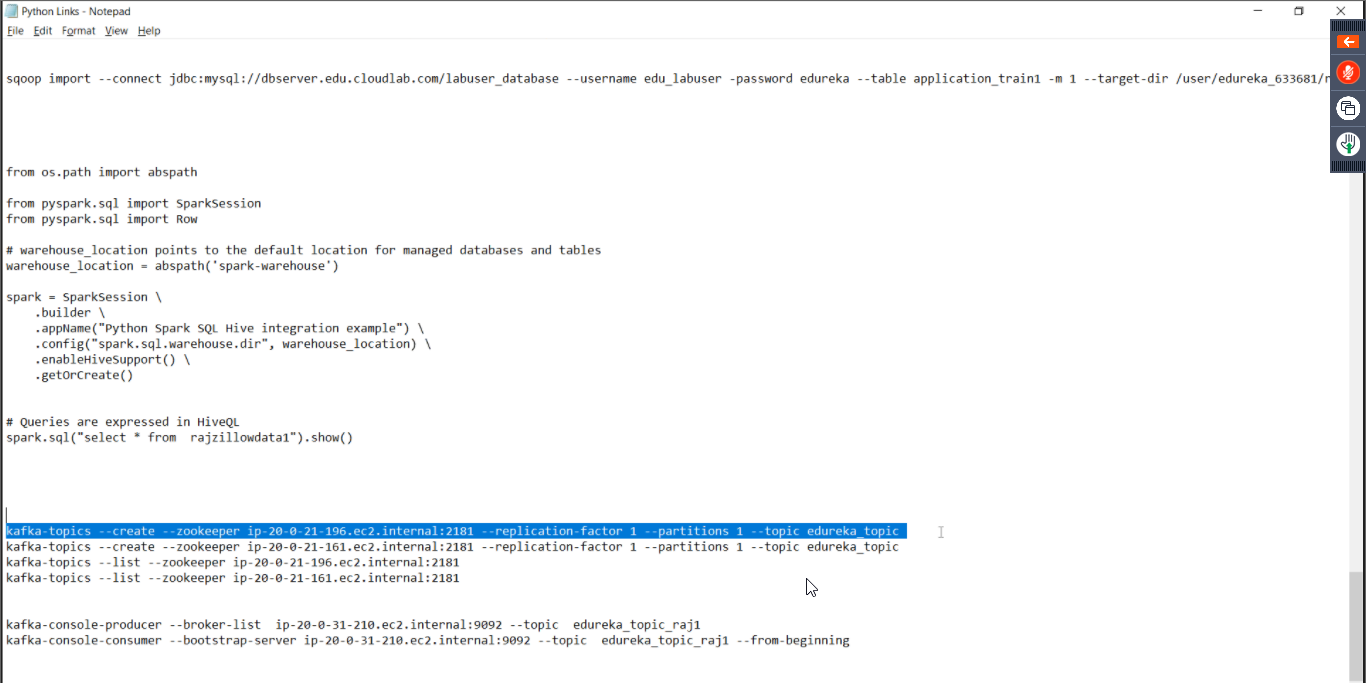 Python Links - Notepad
File Edit Format View Help
sqoop import --connect jdbc:mysql://dbserver.edu.cloudlab.com/labuser_database --username edu_labuser -password edureka --table application_train1 -m 1 --target-dir /user/edureka_633681/r
from os.path import abspath
from pyspark.sql import SparkSession
from pyspark.sql import Row
# warehouse_location points to the default location for managed databases and tables
warehouse_location = abspath('spark-warehouse')
spark = SparkSession \
.builder \
.appName("Python Spark SQL Hive integration example") \
.config("spark.sql.warehouse.dir", warehouse_location) \
.enableHiveSupport() \
.getOrCreate()
# Queries are expressed in HiveQL
spark.sql("select * from  rajzillowdata1").show()
kafka-topics --create --zookeeper ip-20-0-21-196.ec2.internal:2181 --replication-factor 1 --partitions 1 --topic edureka_topic
kafka-topics --create --zookeeper ip-20-0-21-161.ec2.internal:2181 --replication-factor 1 --partitions 1 --topic edureka_topic
kafka-topics --list --zookeeper ip-20-0-21-196.ec2.internal:2181
kafka-topics --list --zookeeper ip-20-0-21-161.ec2.internal:2181
kafka-console-producer --broker-list  ip-20-0-31-210.ec2.internal:9092 --topic  edureka_topic_raj1
kafka-console-consumer --bootstrap-server ip-20-0-31-210.ec2.internal:9092 --topic  edureka_topic_raj1 --from-beginning